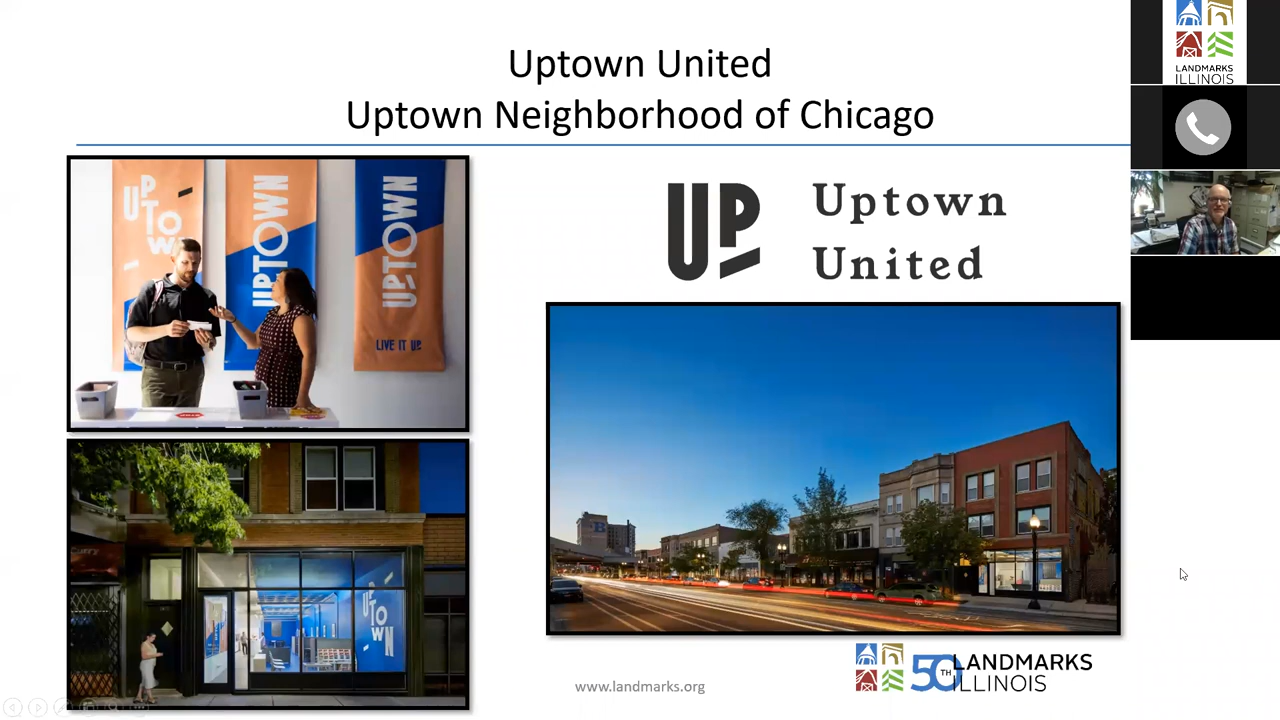 Uptown United
Uptown Neighborhood of Chicago
UPTOWN
UPTOWN
UPTOWN
LIVE IT UP
UP
Uptown
United
UPTOWN
B
www.landmarks.org
50TH LANDMARKS
ILLINOIS
LANDMARKS
ILLINOIS